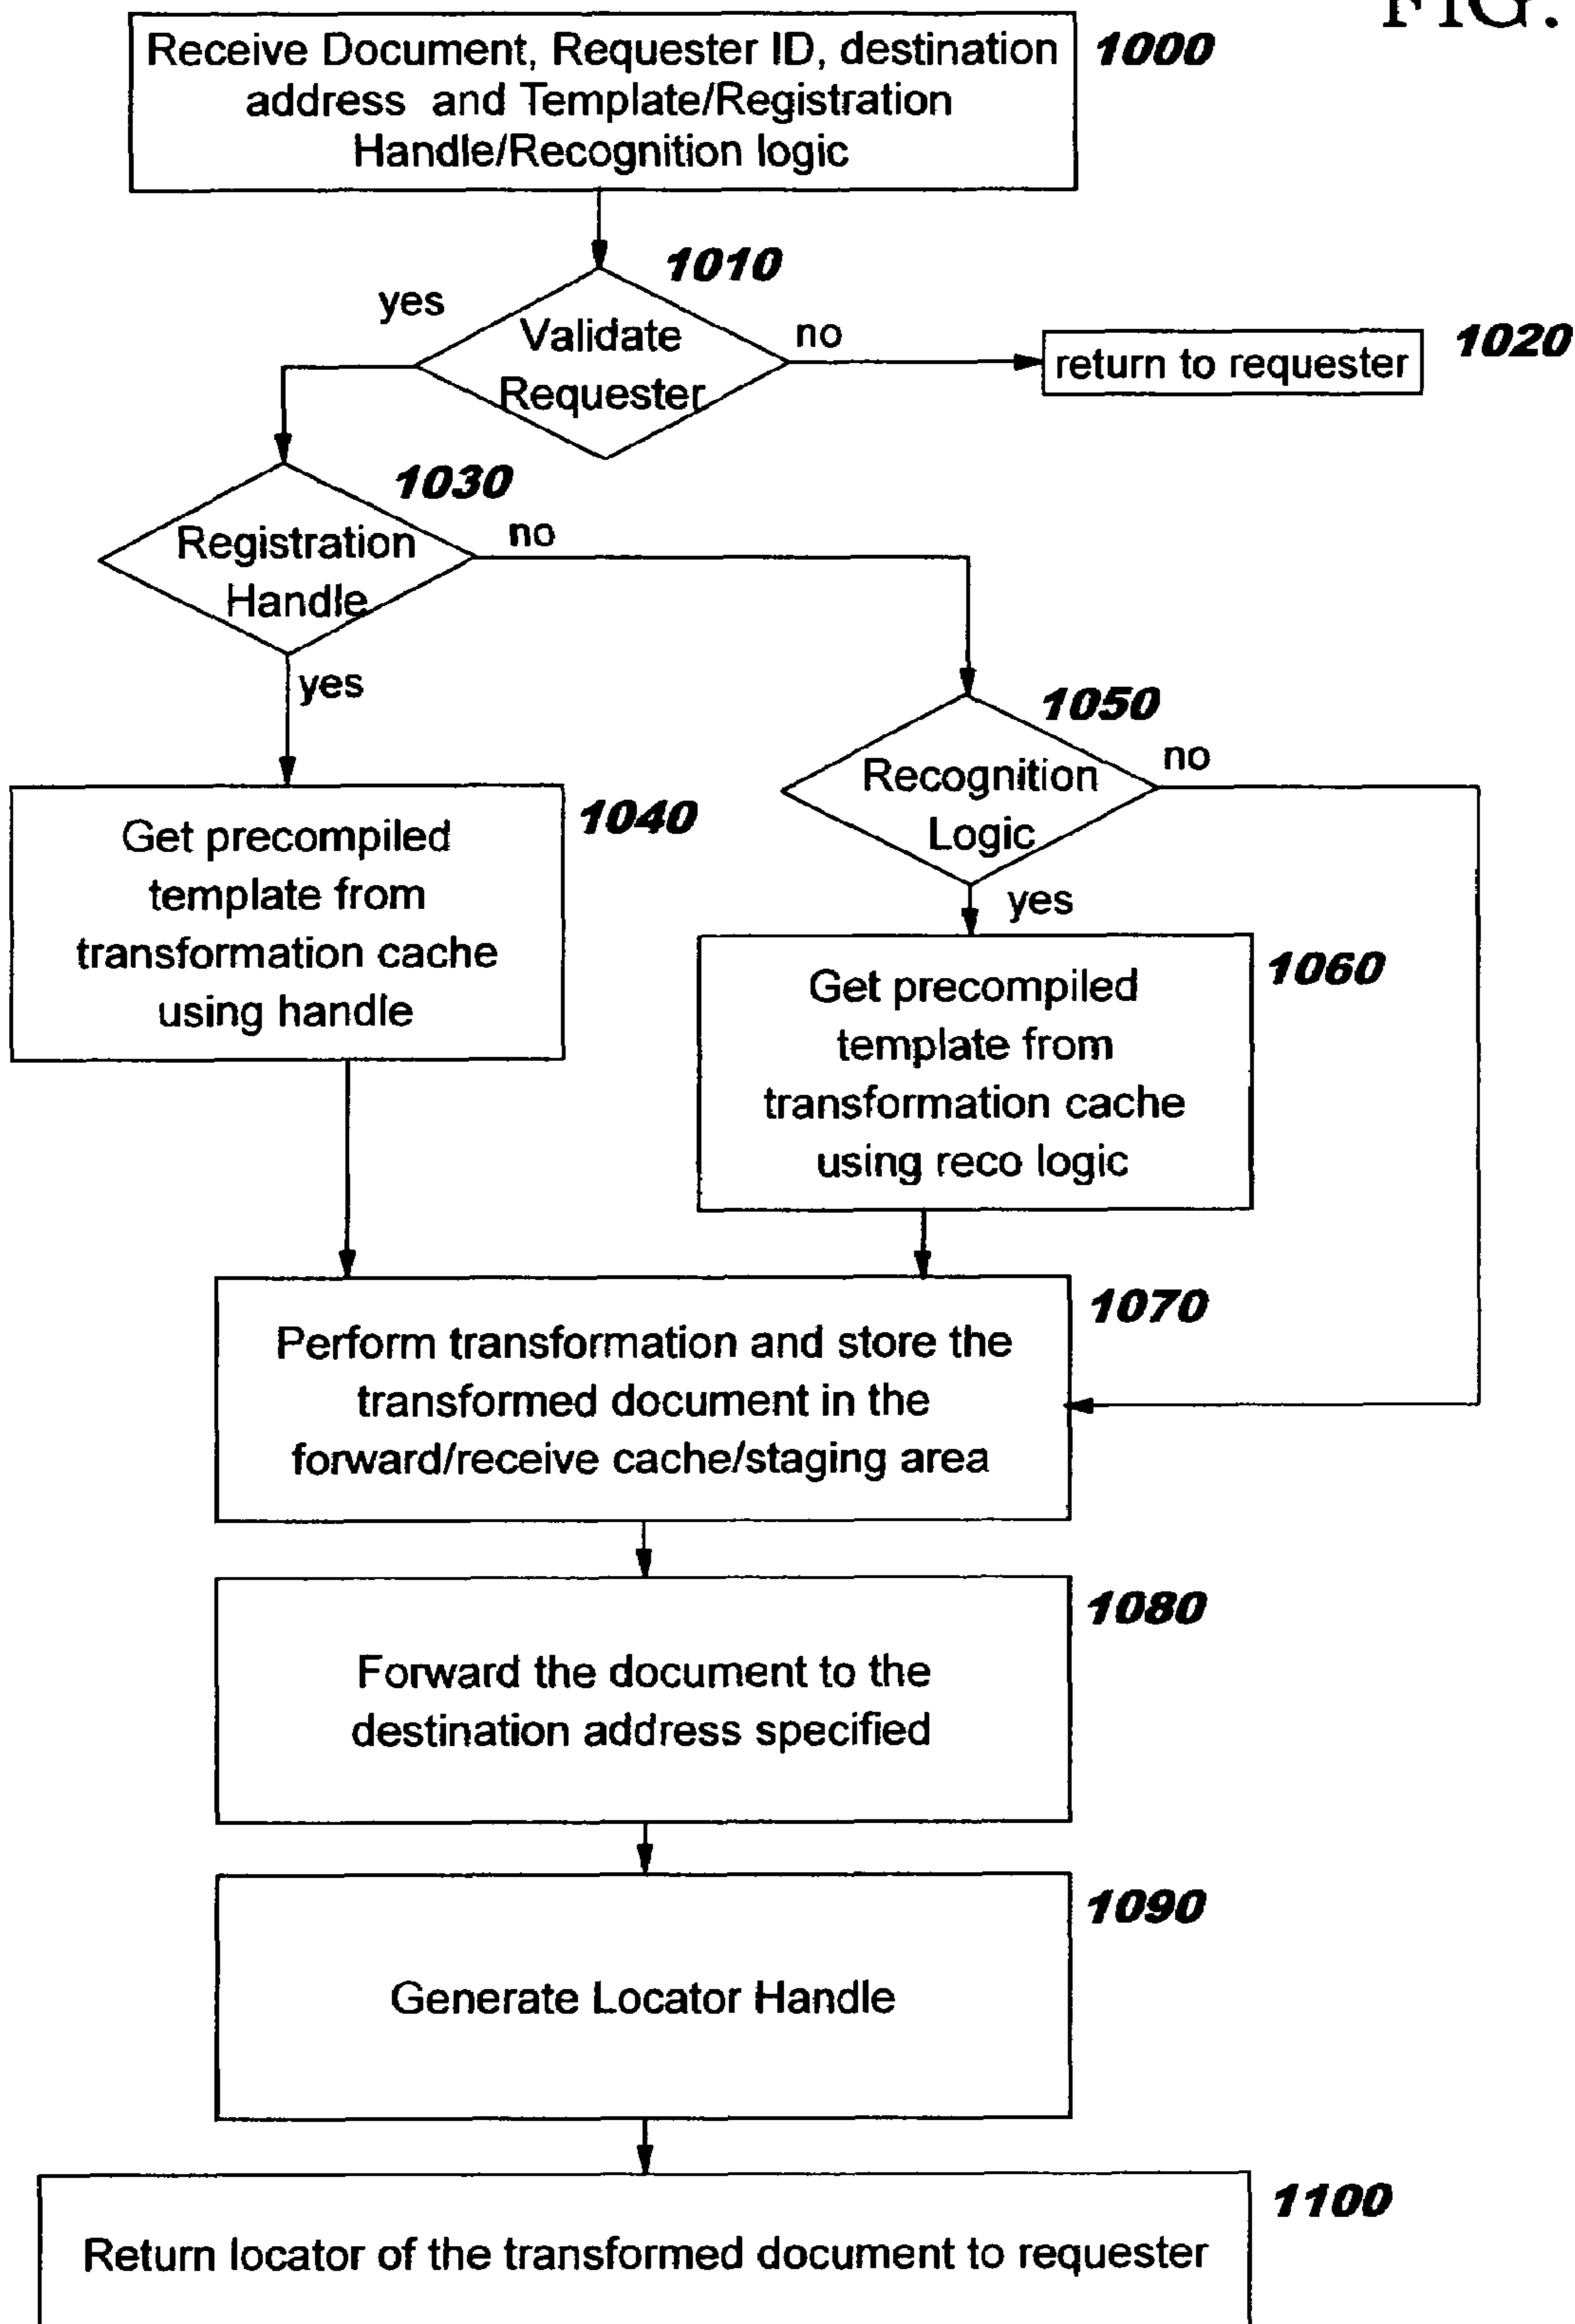 FIG.
Receive Document, Requester ID, destination
address and Template/Registration
Handle/Recognition logic
1000
1010
yes
Validate
Requester
no
return to requester
1020
1030
Registration
Handle
no
yes
1050
Recognition
Logic
no
yes
Get precompiled
template from
transformation cache
using handle
1040
Get precompiled
template from
transformation cache
using reco logic
1060
Perform transformation and store the
transformed document in the
forward/receive cache/staging area
1070
Forward the document to the
destination address specified
1080
Generate Locator Handle
1090
Return locator of the transformed document to requester
1100